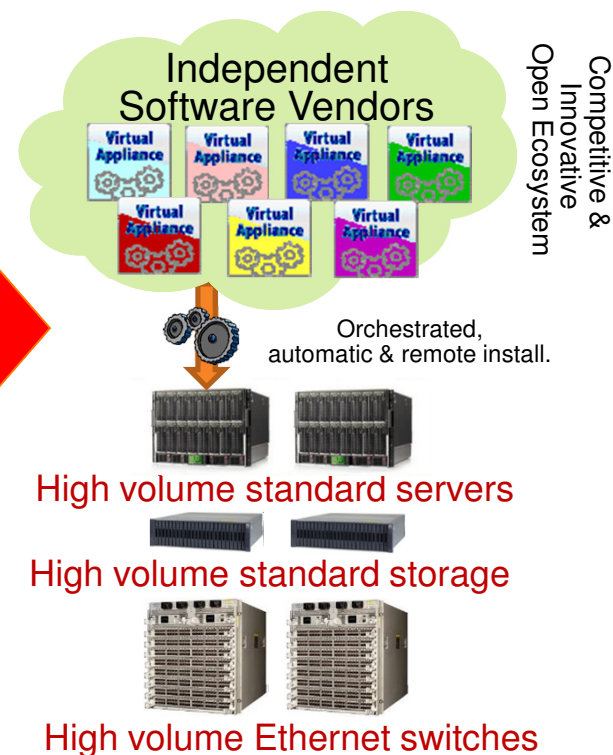 Independent
Software Vendors
Competitive &
Innovative
Open Ecosystem
Virtual
Appliance
Virtual
Appliance
Virtual
Appliance
Virtual
Appliance
Virtual
Appliance
Virtual
Appliance
Virtual
Appliance
Orchestrated,
automatic & remote install.
High volume standard servers
High volume standard storage
High volume Ethernet switches